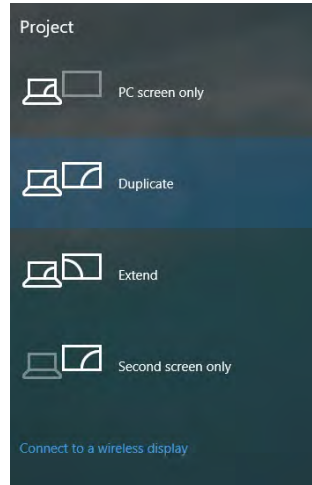 Project
PC screen only
Duplicate
Extend
Second screen only
Connect to a wireless display